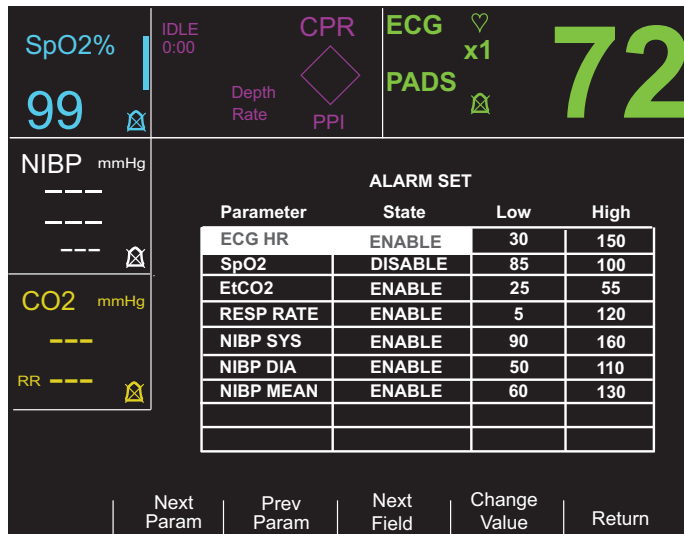 SpO2%
99
IDLE
0:00
CPR
Depth
Rate
PPI
ECG
x1
PADS
72
NIBP mmHg
---
---
---
CO2 mmHg
---
RR ---
ALARM SET
Parameter State Low High
ECG HR ENABLE 30 150
SpO2 DISABLE 85 100
EtCO2 ENABLE 25 55
RESP RATE ENABLE 5 120
NIBP SYS ENABLE 90 160
NIBP DIA ENABLE 50 110
NIBP MEAN ENABLE 60 130
Next Param
Prev Param
Next Field
Change Value
Return